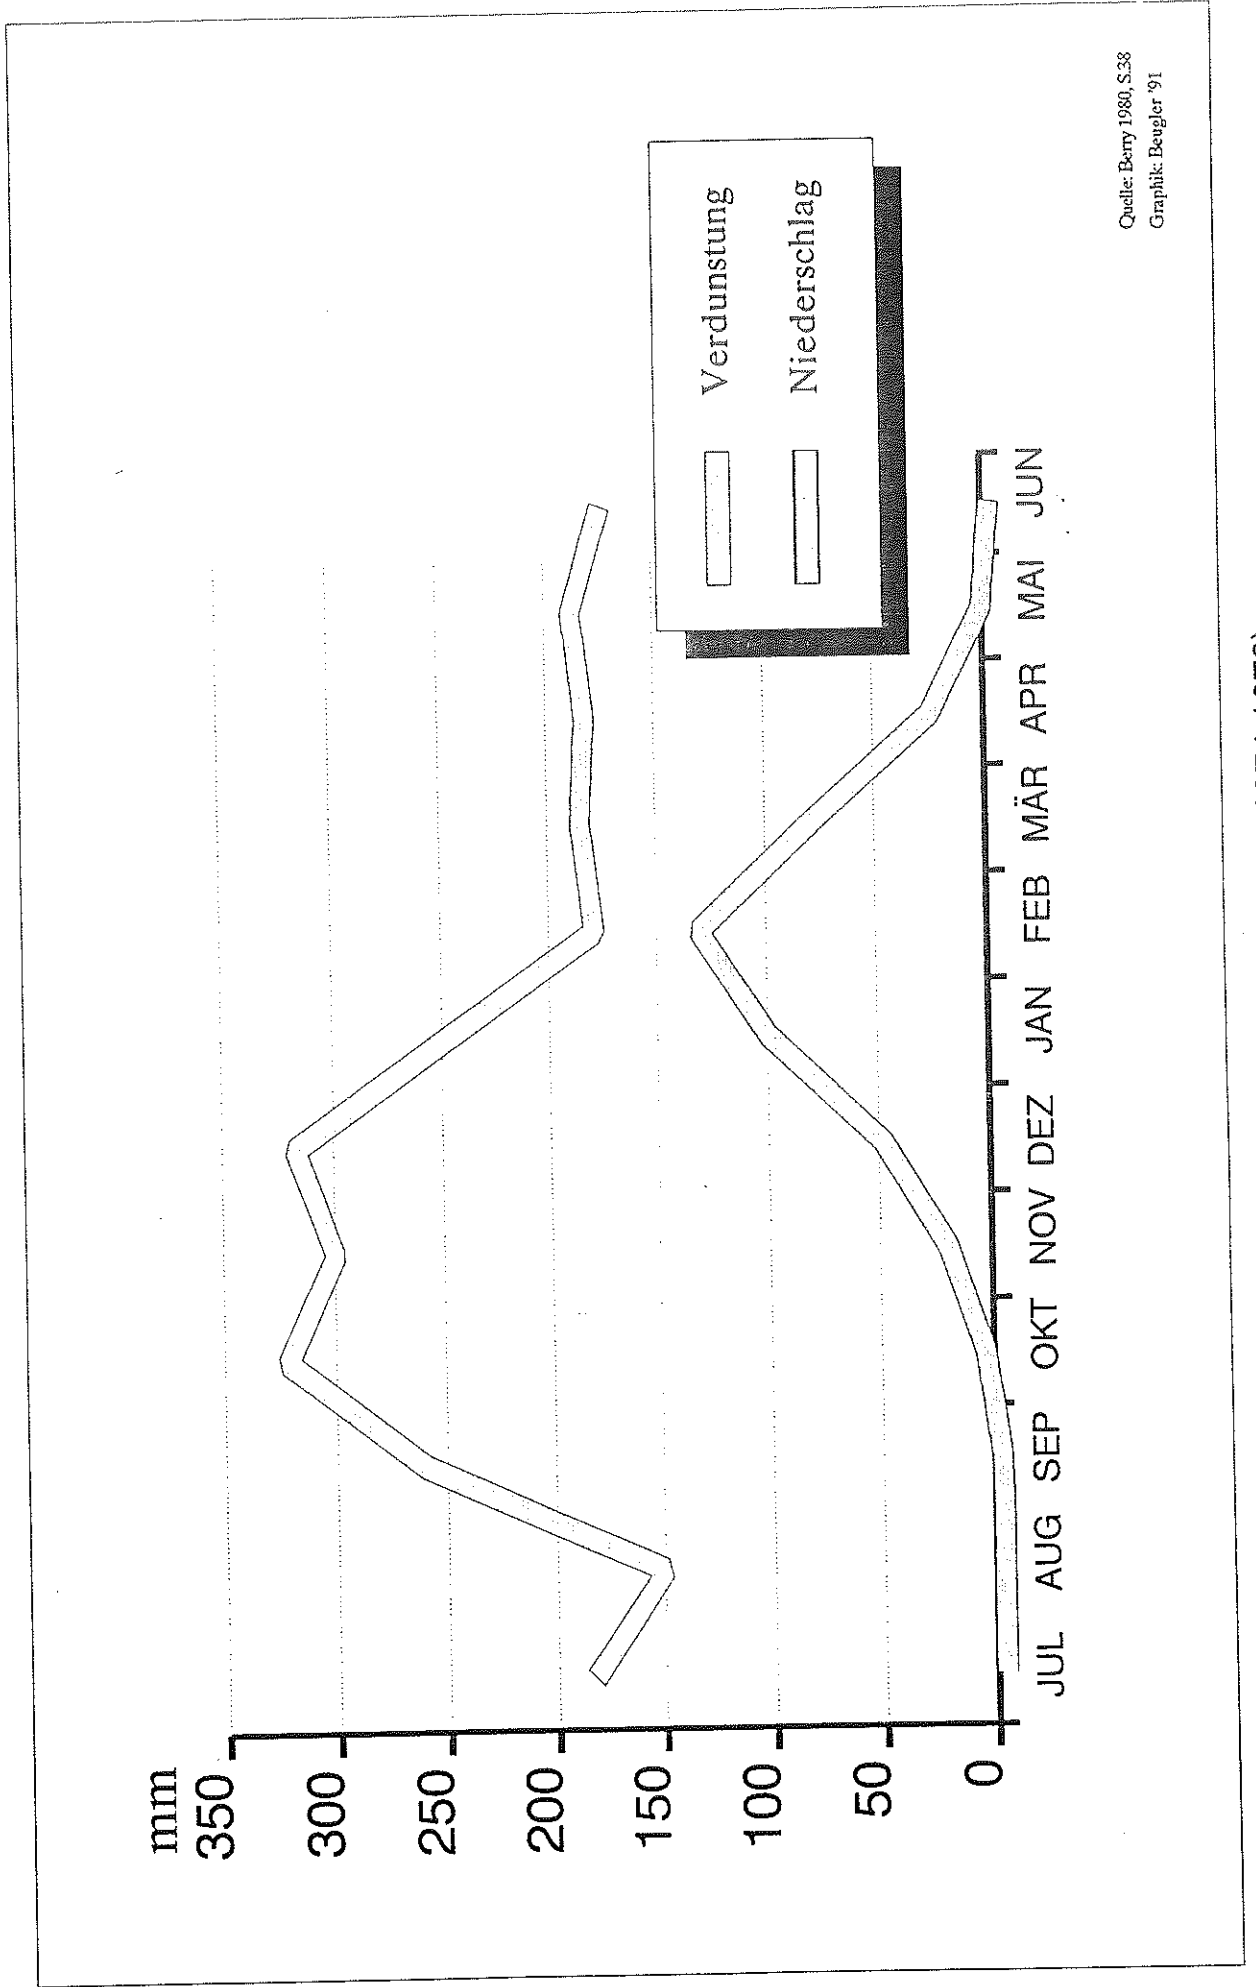 mm
350
300
250
200
150
100
50
0
JUL AUG SEP OKT NOV DEZ JAN FEB MÄR APR MAI JUN
Verdunstung
Niederschlag
Quelle: Berry 1980, S.38
Graphik: Beugler '91